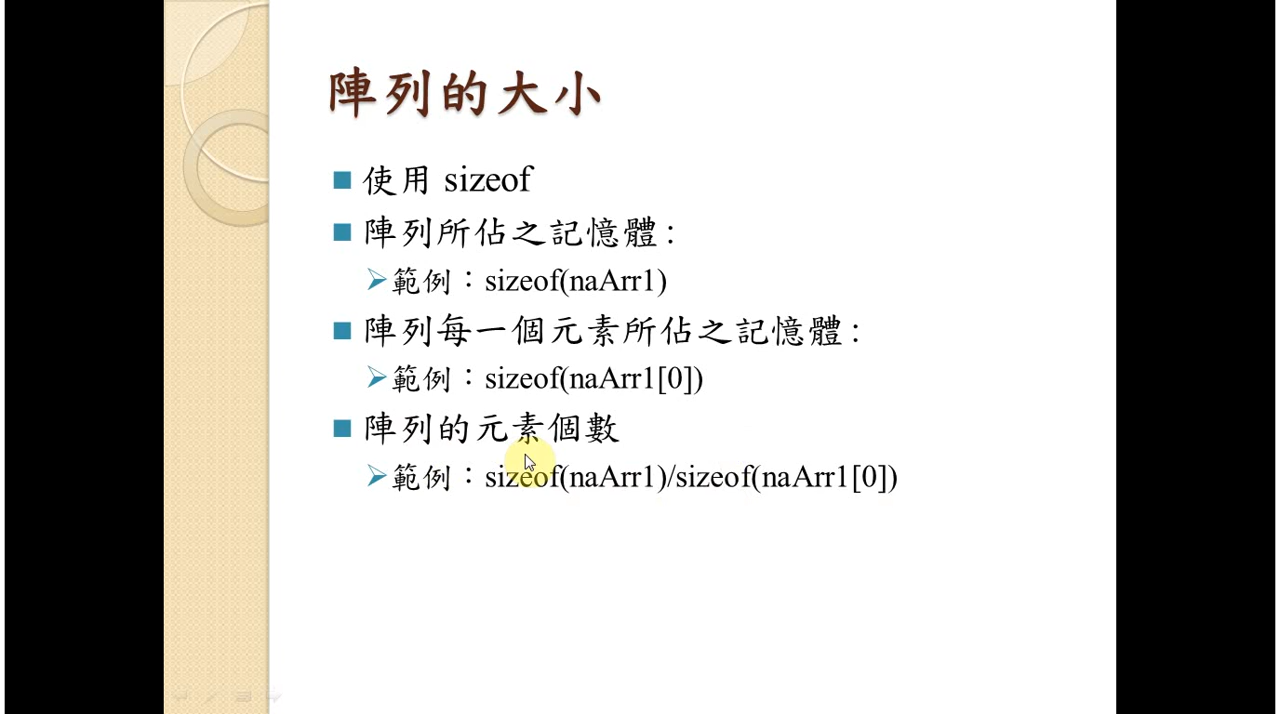 陣列的大小
使用 sizeof
陣列所佔之記憶體:
範例：sizeof(naArr1)
陣列每一個元素所佔之記憶體:
範例：sizeof(naArr1[0])
陣列的元素個數
範例：sizeof(naArr1)/sizeof(naArr1[0])